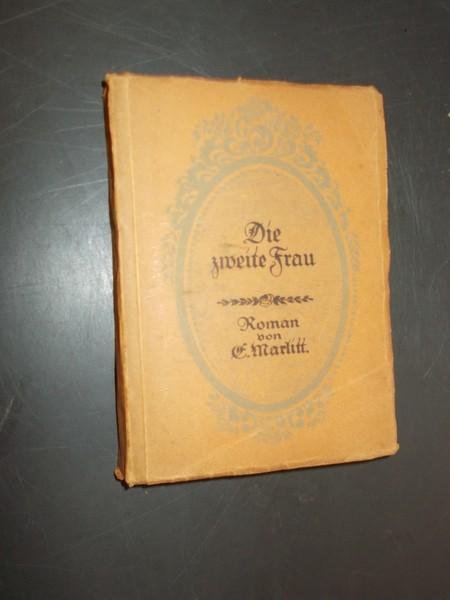 Die
zweite Frau
Roman
von
E. Marlitt.